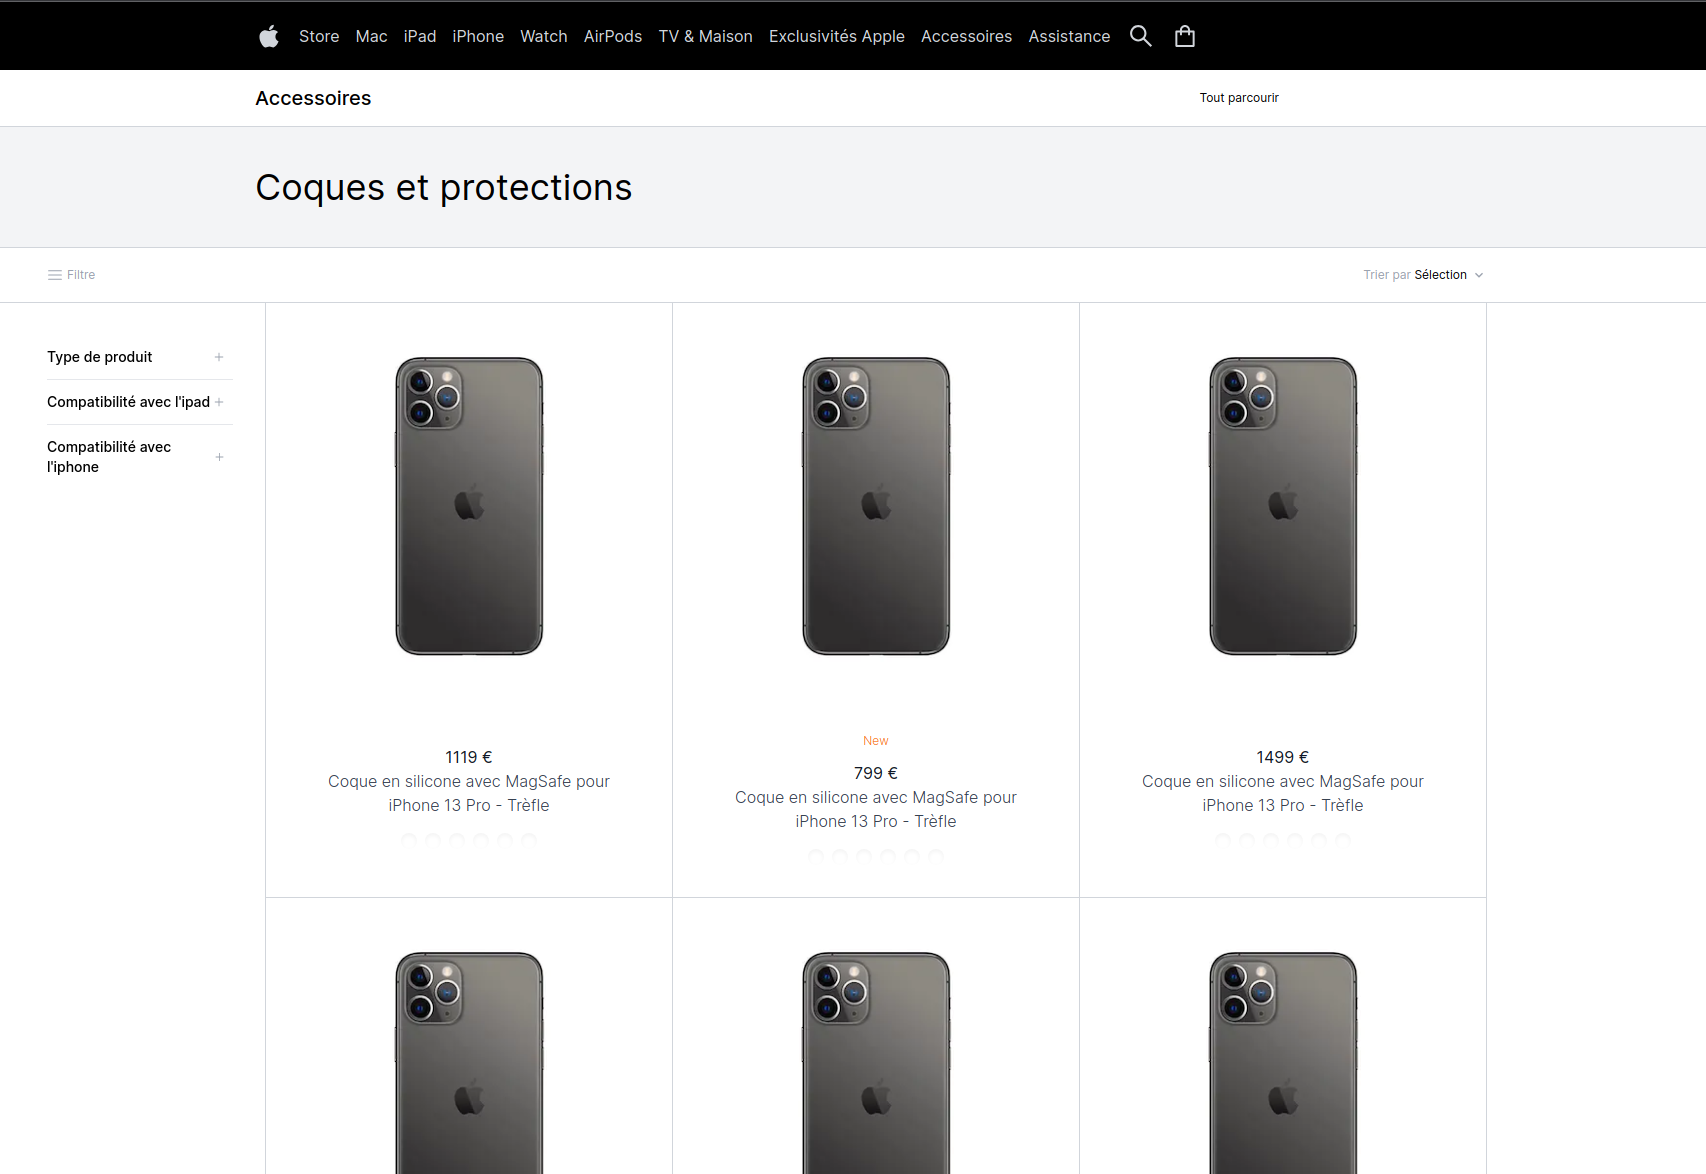 Store Mac iPad iPhone Watch AirPods TV & Maison Exclusivités Apple Accessoires Assistance
Accessoires
Tout parcourir
Coques et protections
Filtre
Trier par Sélection
Type de produit
Compatibilité avec l'ipad
Compatibilité avec
l'iphone
1119 €
Coque en silicone avec MagSafe pour
iPhone 13 Pro - Trèfle
New
799 €
Coque en silicone avec MagSafe pour
iPhone 13 Pro - Trèfle
1499 €
Coque en silicone avec MagSafe pour
iPhone 13 Pro - Trèfle